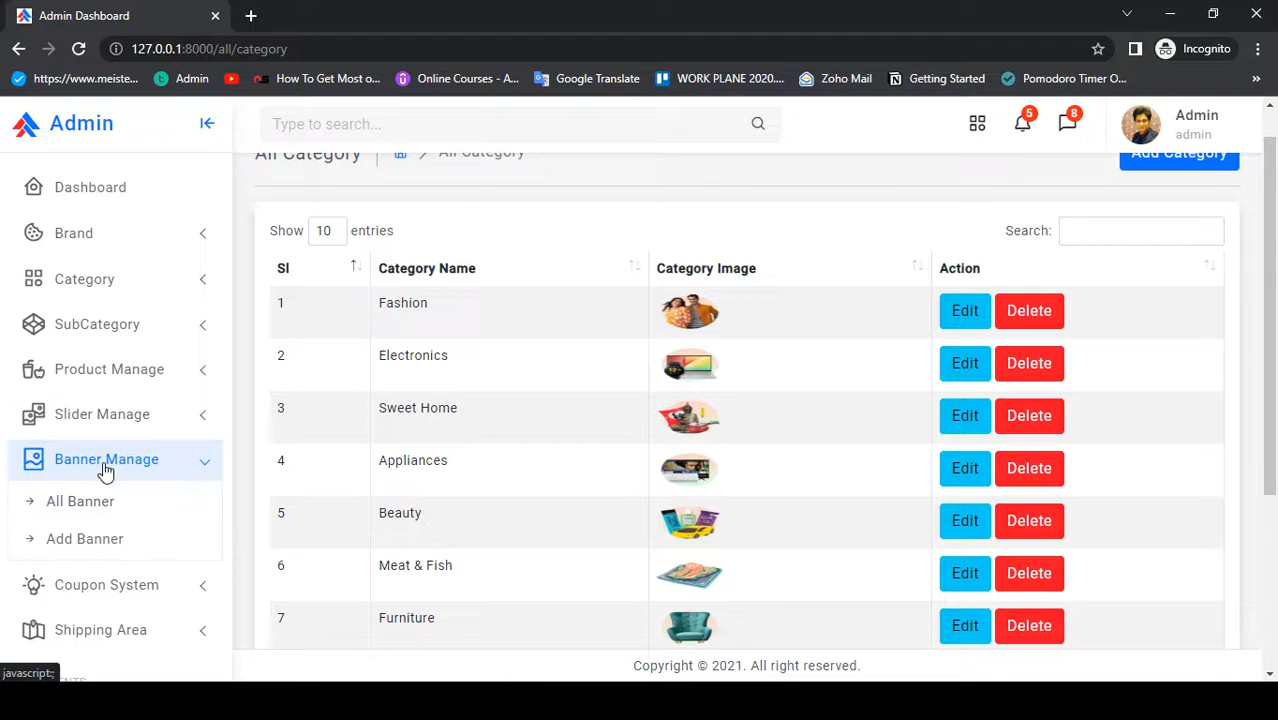 Admin Dashboard
127.0.0.1:8000/all/category
Incognito
https://www.meiste...
Admin
How To Get Most o...
Online Courses - A...
Google Translate
WORK PLANE 2020....
Zoho Mail
Getting Started
Pomodoro Timer O...
Admin
Type to search...
5
8
Admin
admin
All Category
All Category
Add Category
Dashboard
Brand
Category
SubCategory
Product Manage
Slider Manage
Banner Manage
All Banner
Add Banner
Coupon System
Shipping Area
Show 10 entries
Search:
Sl Category Name Category Image Action
1 Fashion Edit Delete
2 Electronics Edit Delete
3 Sweet Home Edit Delete
4 Appliances Edit Delete
5 Beauty Edit Delete
6 Meat & Fish Edit Delete
7 Furniture Edit Delete
javascript:;
Copyright © 2021. All right reserved.